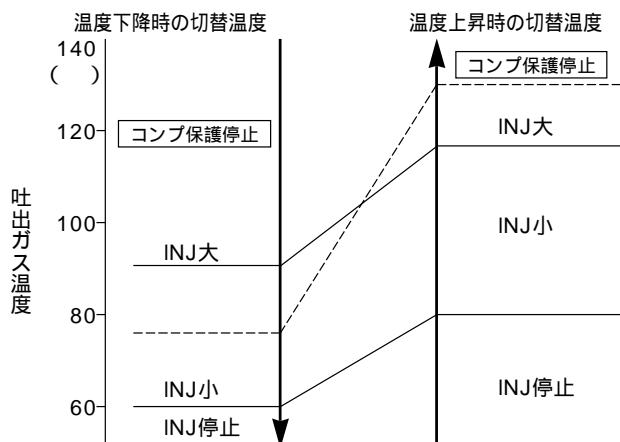 温度下降時の切替温度
温度上昇時の切替温度
140
(　)
120
100
80
60
吐出ガス温度
コンプ保護停止
INJ大
INJ小
INJ停止
コンプ保護停止
INJ大
INJ小
INJ停止